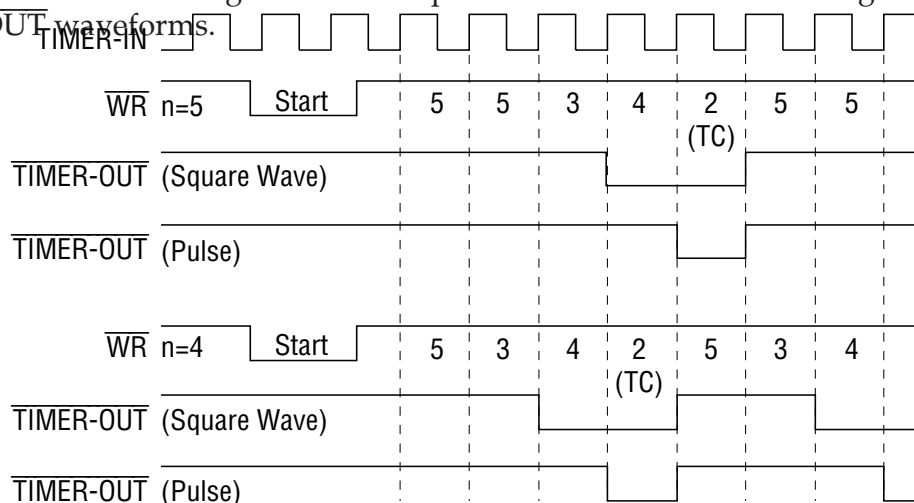 OUT waveforms.
TIMER-IN
WR n=5 Start 5 5 3 4 2 5 5
(TC)
TIMER-OUT (Square Wave)
TIMER-OUT (Pulse)
WR n=4 Start 5 3 4 2 5 3 4
(TC)
TIMER-OUT (Square Wave)
TIMER-OUT (Pulse)